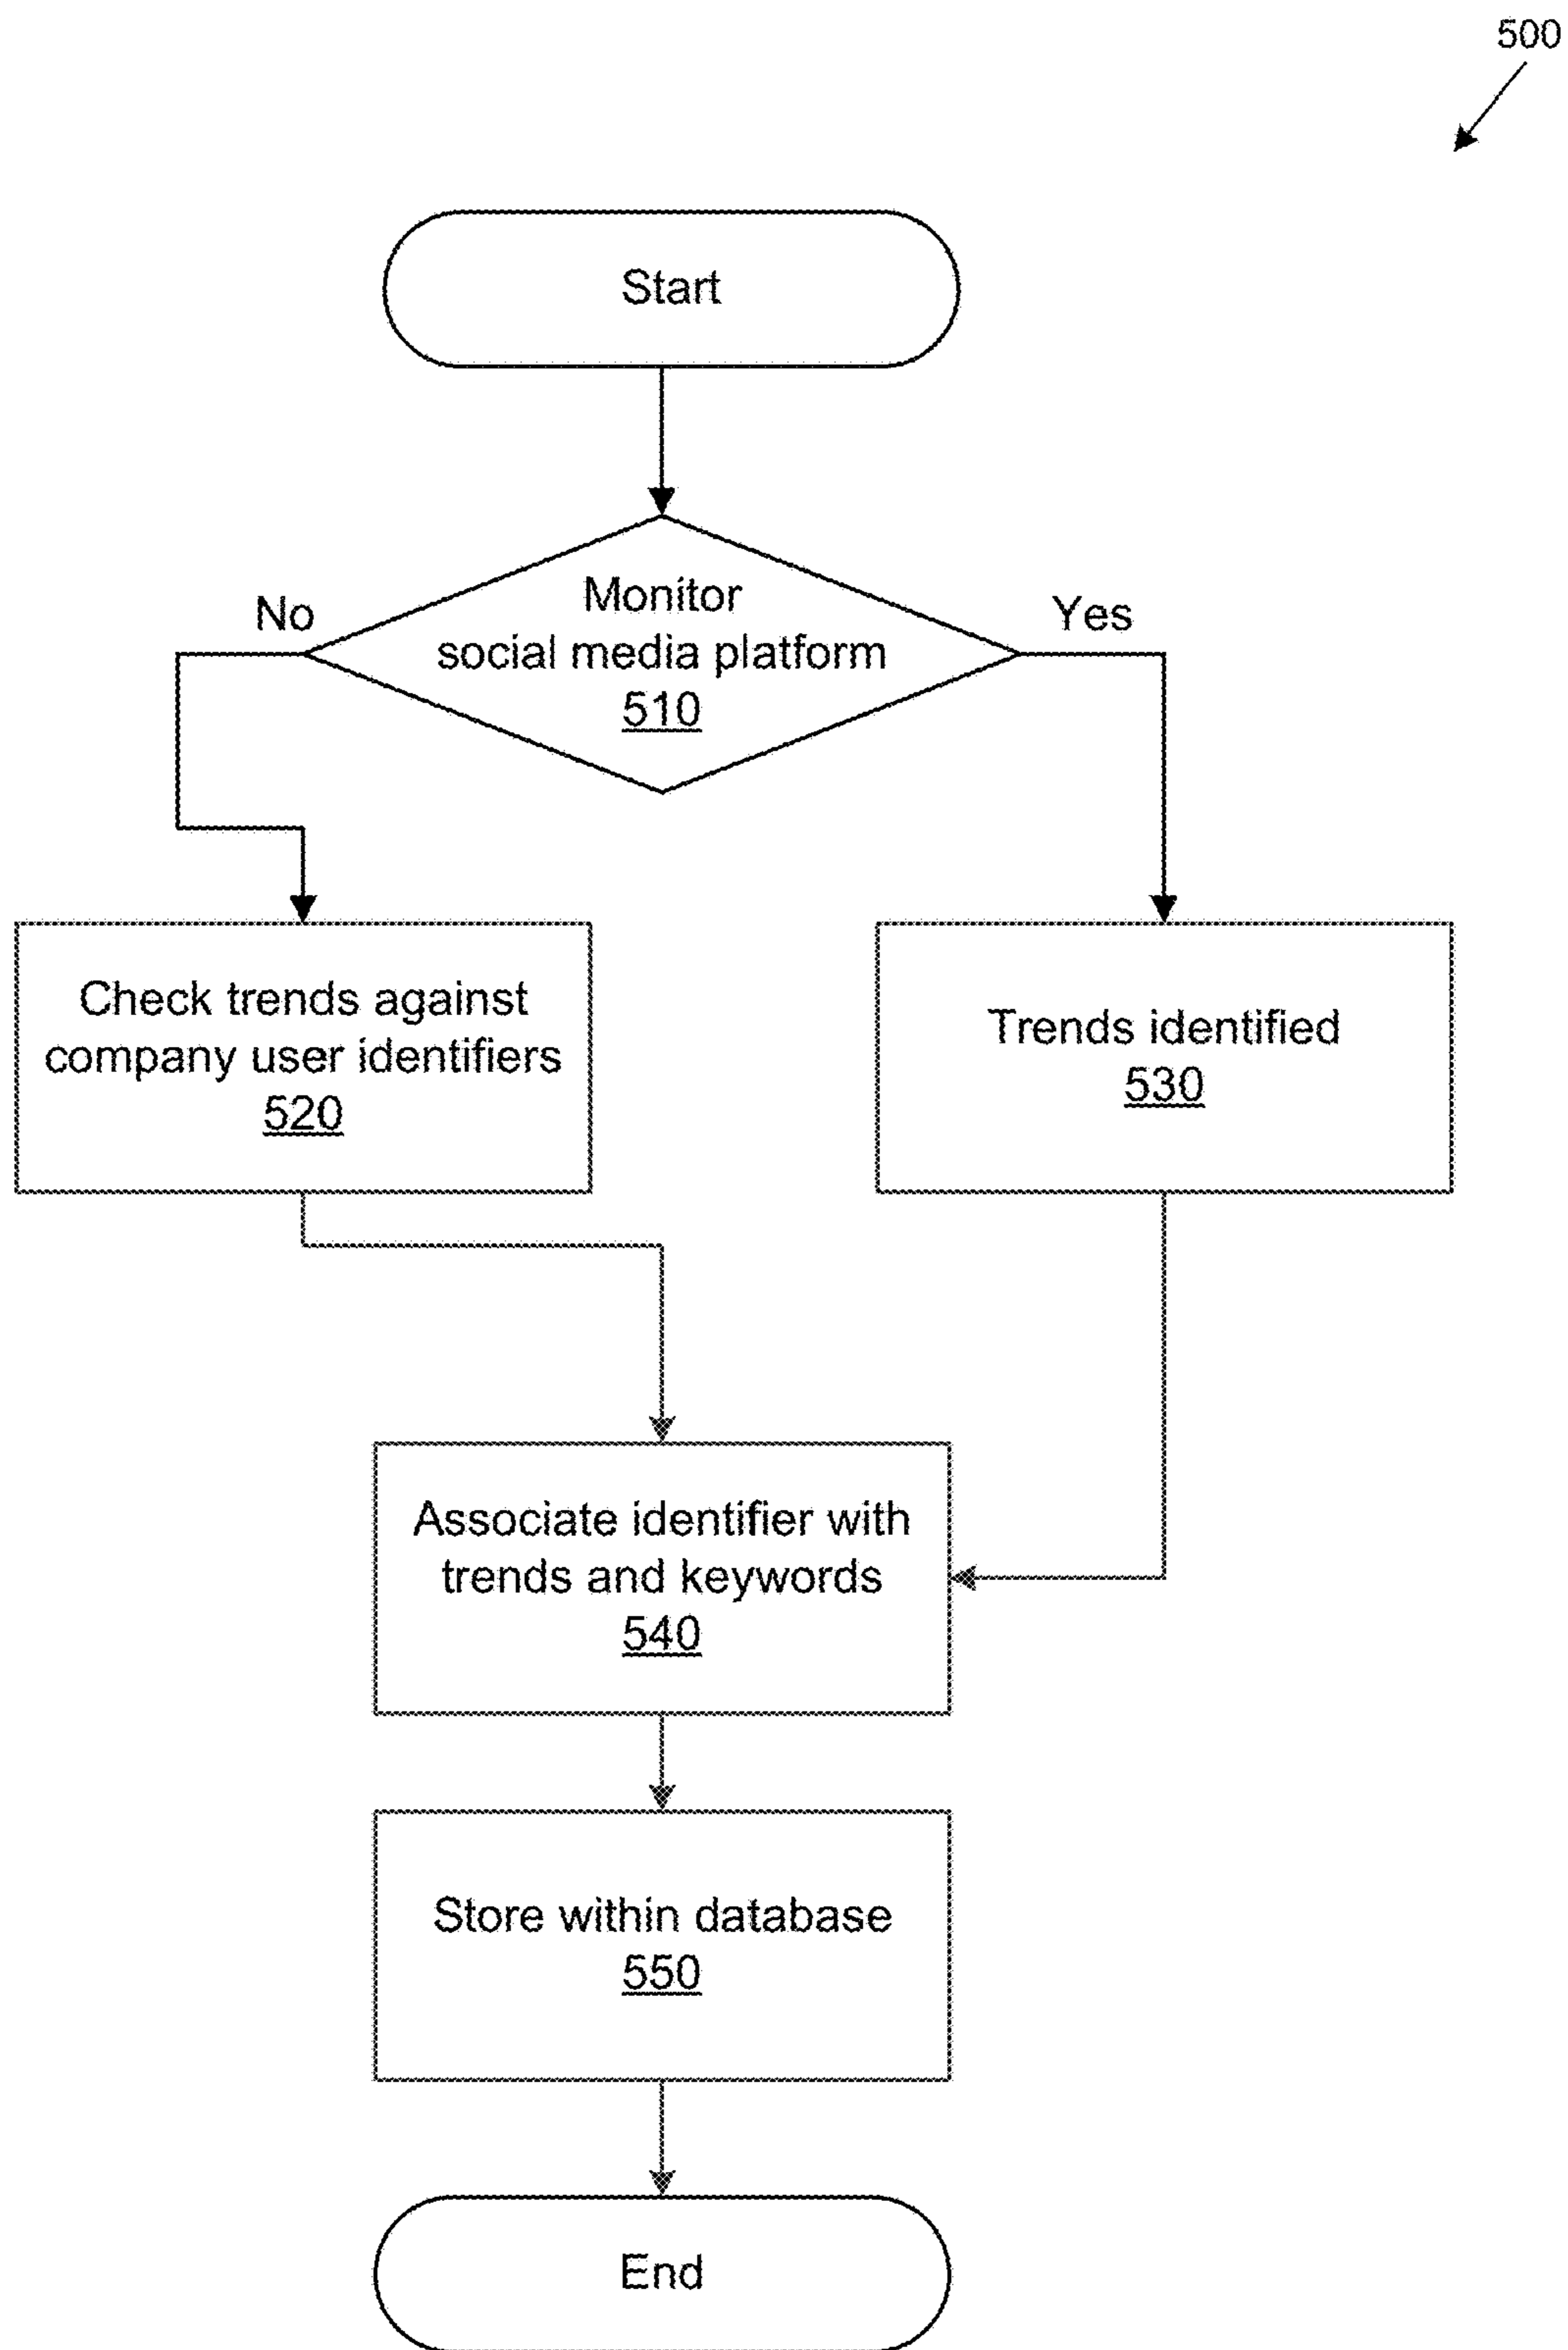 500
Start
Monitor
social media platform
510
No
Yes
Check trends against
company user identifiers
520
Trends identified
530
Associate identifier with
trends and keywords
540
Store within database
550
End